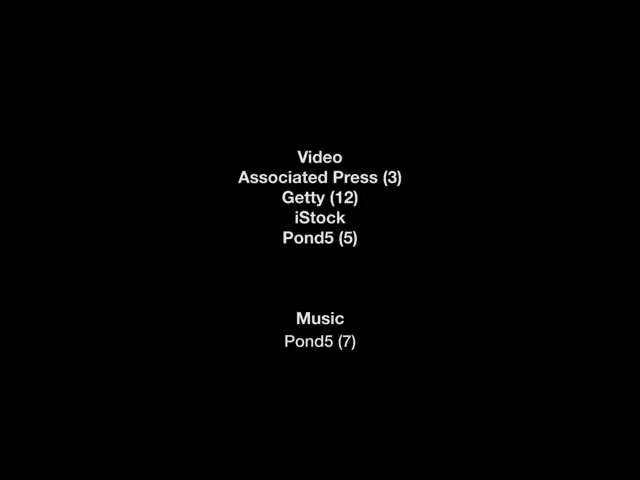 Video
Associated Press (3)
Getty (12)
iStock
Pond5 (5)
Music
Pond5 (7)